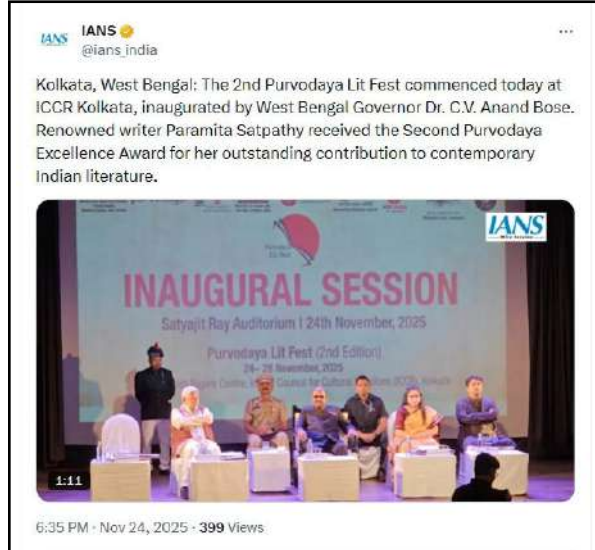 IANS
IANS
@ians_india
Kolkata, West Bengal: The 2nd Purvodaya Lit Fest commenced today at
ICCR Kolkata, inaugurated by West Bengal Governor Dr. C.V. Anand Bose.
Renowned writer Paramita Satpathy received the Second Purvodaya
Excellence Award for her outstanding contribution to contemporary
Indian literature.
IANS
INAUGURAL SESSION
Satyajit Ray Auditorium I 24th November, 2025
Purvodaya Lit Fest (2nd Edition)
November, 2025
1:11
6:35 PM · Nov 24, 2025 · 399 Views